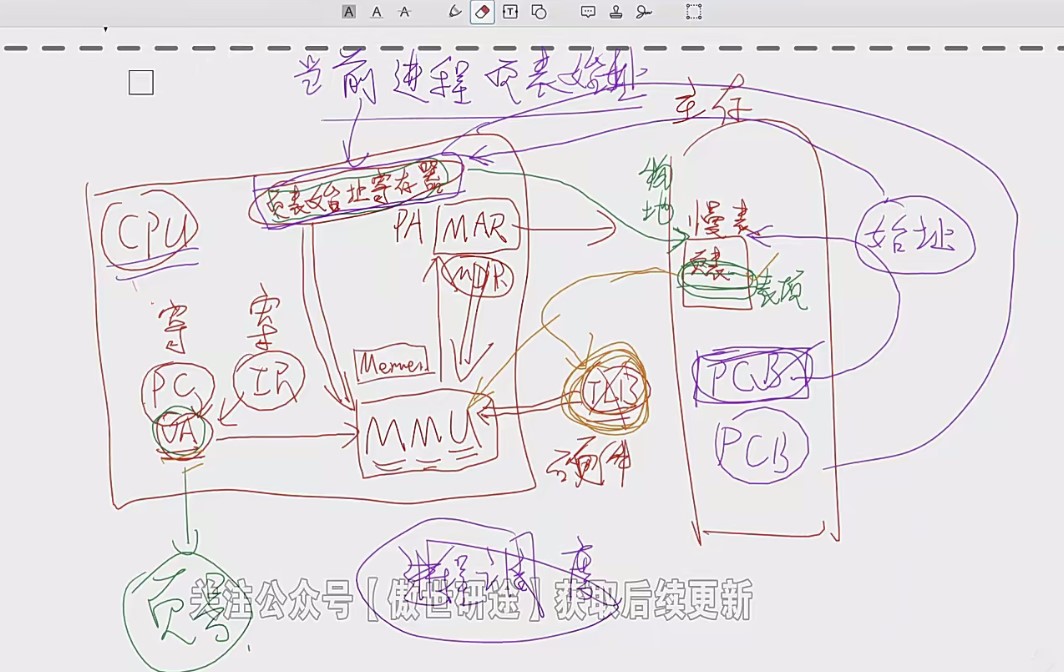 当前进程页表始址
主存
页表始址寄存器
物地
CPU
PA MAR
慢表
始址
MDR
页表
表项
寄
寄
PC
IR
Memend
TLB
PCB
VA
MMU
PCB
硬件
进程调度
页号
关注公众号【傲世研途】获取后续更新